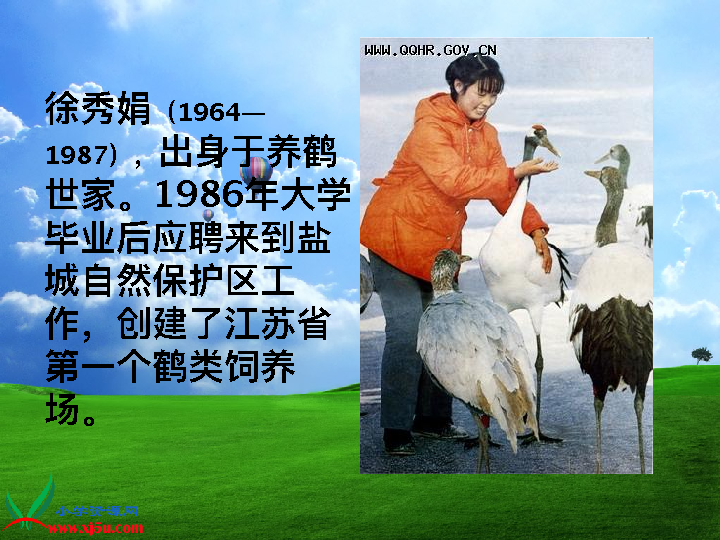 WWW.QQHR.GOV.CN
徐秀娟（1964—
1987），出身于养鹤
世家。1986年大学
毕业后应聘来到盐
城自然保护区工
作，创建了江苏省
第一个鹤类饲养
场。
www.xj5u.com